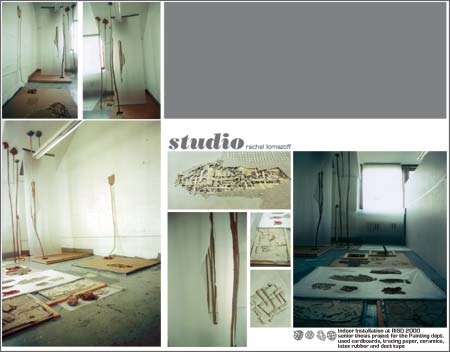 studio rachel lomazoff
Indoor Installation at RISD 2000
senior thesis project for the Painting dept.
used cardboards, tracing paper, ceramics,
latex rubber and duct tape